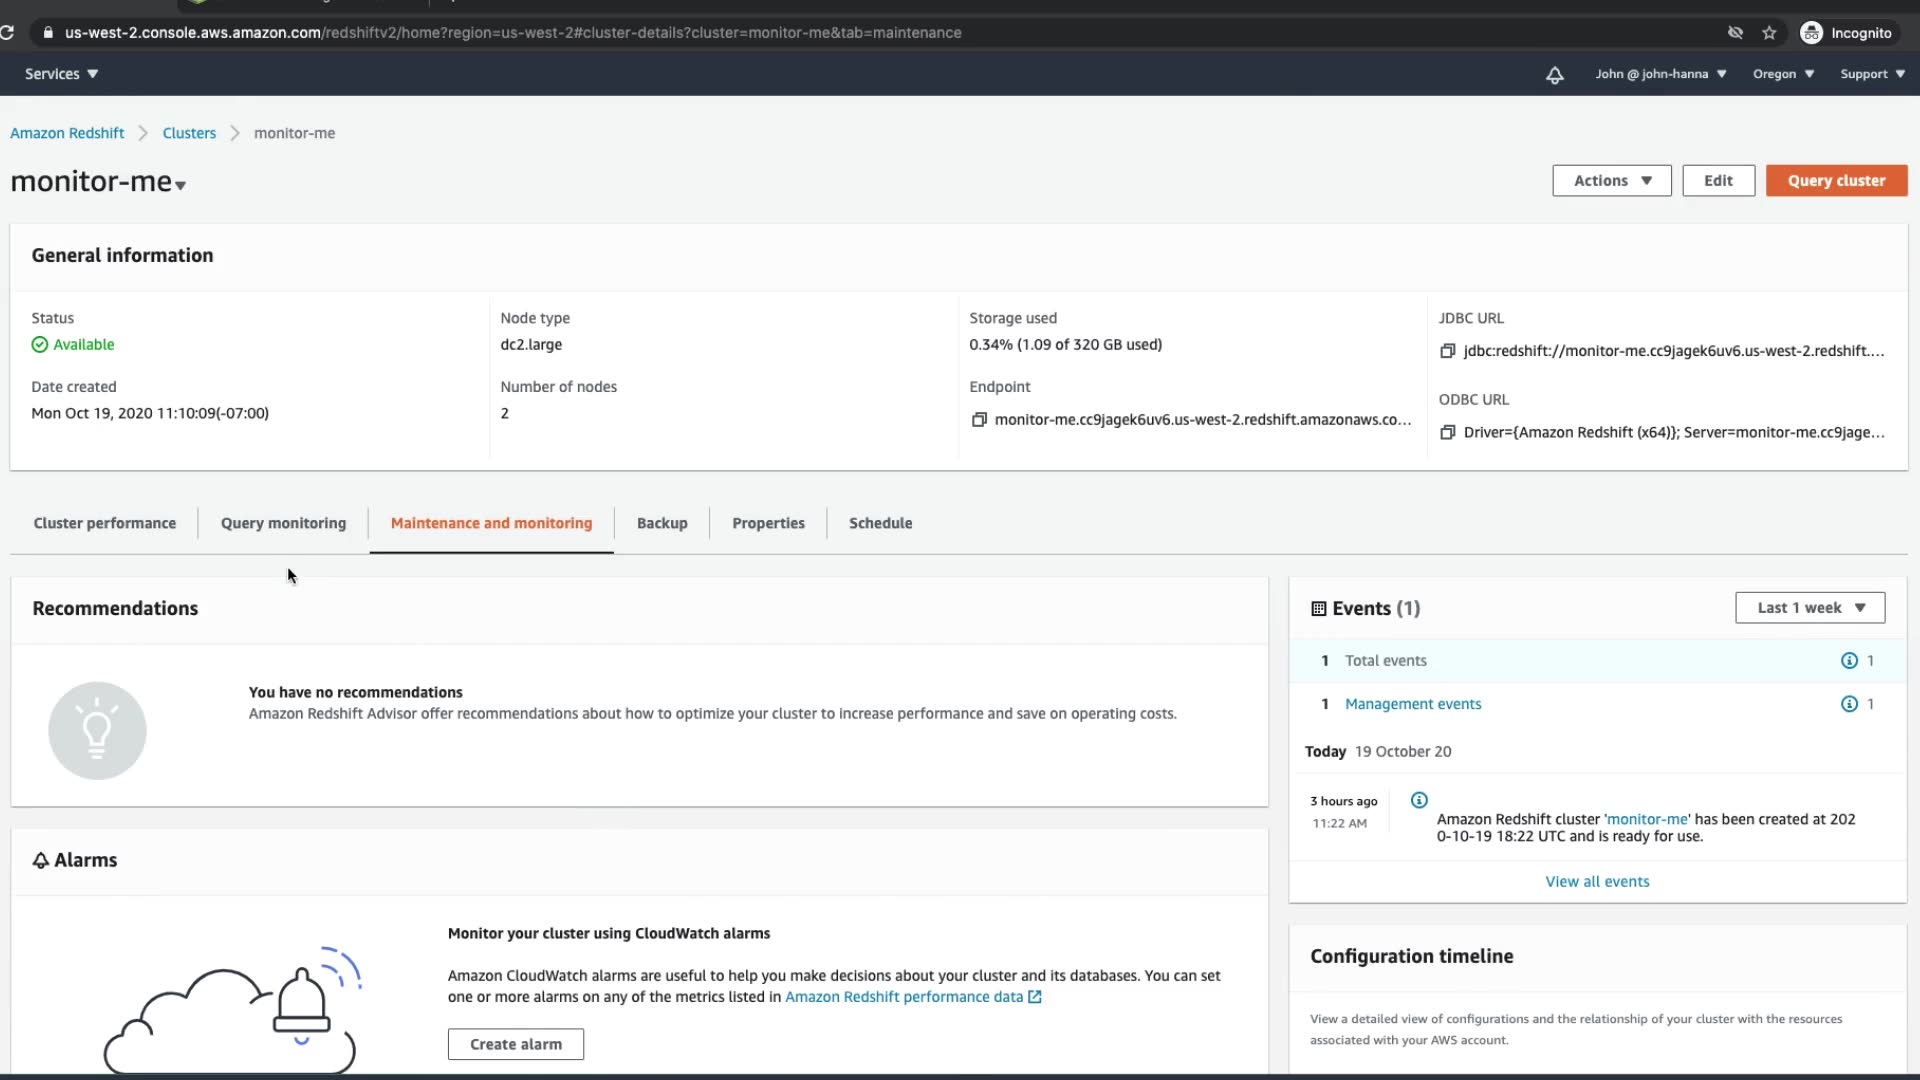 us-west-2.console.aws.amazon.com/redshiftv2/home?region=us-west-2#cluster-details?cluster=monitor-me&tab=maintenance
Incognito
Services
John @ john-hanna
Oregon
Support
Amazon Redshift
Clusters
monitor-me
monitor-me
Actions
Edit
Query cluster
General information
Status
Available
Date created
Mon Oct 19, 2020 11:10:09(-07:00)
Node type
dc2.large
Number of nodes
2
Storage used
0.34% (1.09 of 320 GB used)
Endpoint
monitor-me.cc9jagek6uv6.us-west-2.redshift.amazonaws.co...
JDBC URL
jdbc:redshift://monitor-me.cc9jagek6uv6.us-west-2.redshift....
ODBC URL
Driver={Amazon Redshift (x64)}; Server=monitor-me.cc9jage...
Cluster performance
Query monitoring
Maintenance and monitoring
Backup
Properties
Schedule
Recommendations
You have no recommendations
Amazon Redshift Advisor offer recommendations about how to optimize your cluster to increase performance and save on operating costs.
Alarms
Monitor your cluster using CloudWatch alarms
Amazon CloudWatch alarms are useful to help you make decisions about your cluster and its databases. You can set
one or more alarms on any of the metrics listed in Amazon Redshift performance data
Create alarm
Events (1)
Last 1 week
1 Total events 1
1 Management events 1
Today 19 October 20
3 hours ago
11:22 AM
Amazon Redshift cluster 'monitor-me' has been created at 202
0-10-19 18:22 UTC and is ready for use.
View all events
Configuration timeline
View a detailed view of configurations and the relationship of your cluster with the resources
associated with your AWS account.